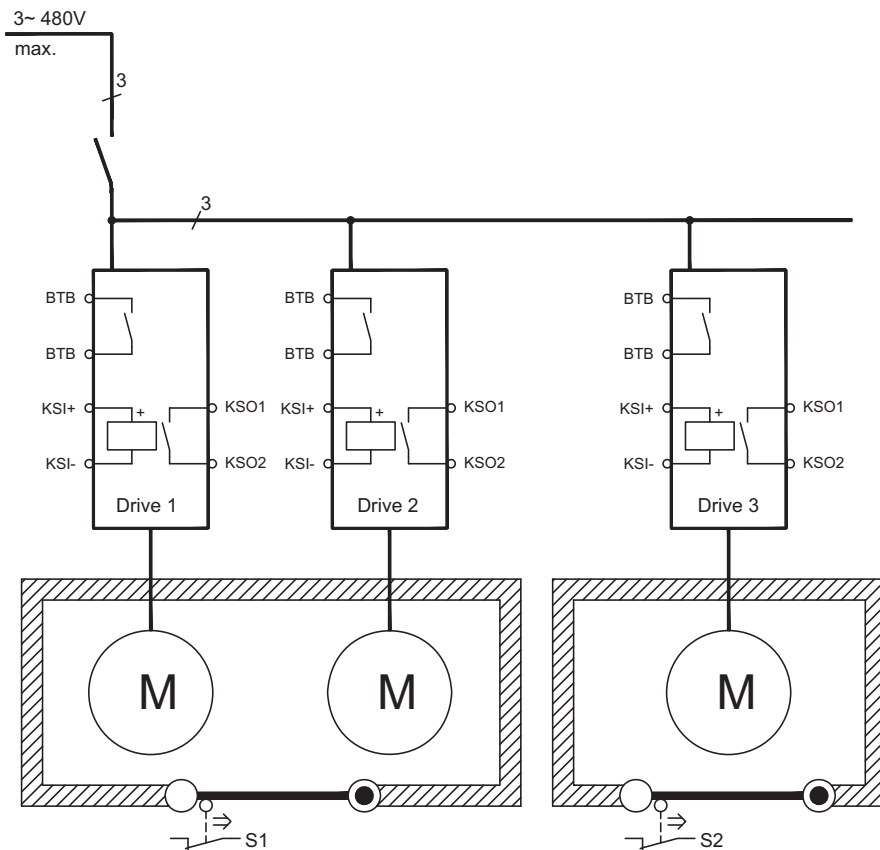 3~ 480V
max.
3
3
BTB
BTB
BTB
BTB
BTB
BTB
KSI+
+
KSO1
KSI+
+
KSO1
KSI+
+
KSO1
KSI-
KSO2
KSI-
KSO2
KSI-
KSO2
Drive 1
Drive 2
Drive 3
M
M
M
S1
S2